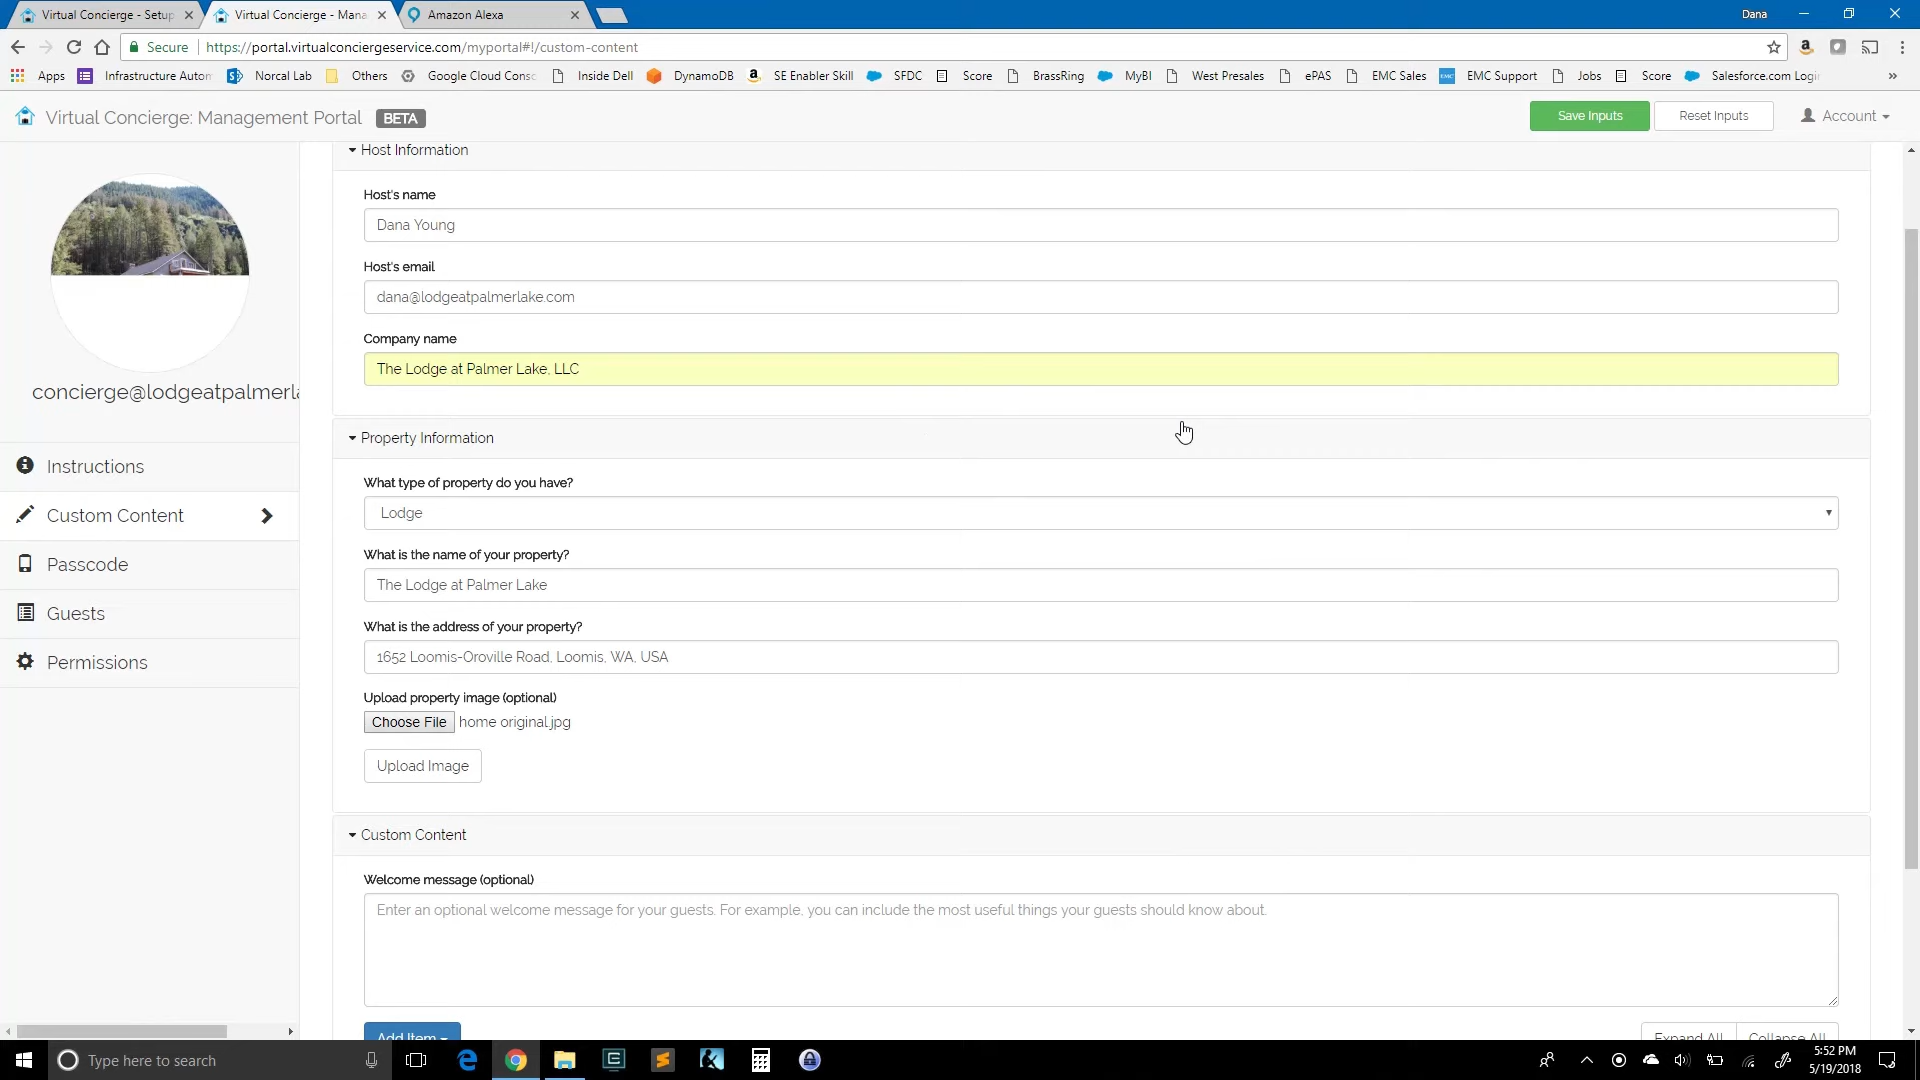 Virtual Concierge - Setup
Virtual Concierge - Mana
Amazon Alexa
Dana
Secure
https://portal.virtualconciergeservice.com/myportal#!/custom-content
Apps
Infrastructure Autom
Norcal Lab
Others
Google Cloud Conso
Inside Dell
DynamoDB
SE Enabler Skill
SFDC
Score
BrassRing
MyBI
West Presales
ePAS
EMC Sales
EMC Support
Jobs
Score
Salesforce.com Login
Virtual Concierge: Management Portal BETA
Save Inputs
Reset Inputs
Account
concierge@lodgeatpalmerla
Instructions
Custom Content
Passcode
Guests
Permissions
Host Information
Host's name
Dana Young
Host's email
dana@lodgeatpalmerlake.com
Company name
The Lodge at Palmer Lake, LLC
Property Information
What type of property do you have?
Lodge
What is the name of your property?
The Lodge at Palmer Lake
What is the address of your property?
1652 Loomis-Oroville Road, Loomis, WA, USA
Upload property image (optional)
Choose File home original.jpg
Upload Image
Custom Content
Welcome message (optional)
Enter an optional welcome message for your guests. For example, you can include the most useful things your guests should know about.
Add Item
Expand All
Collapse All
Type here to search
5:52 PM
5/19/2018